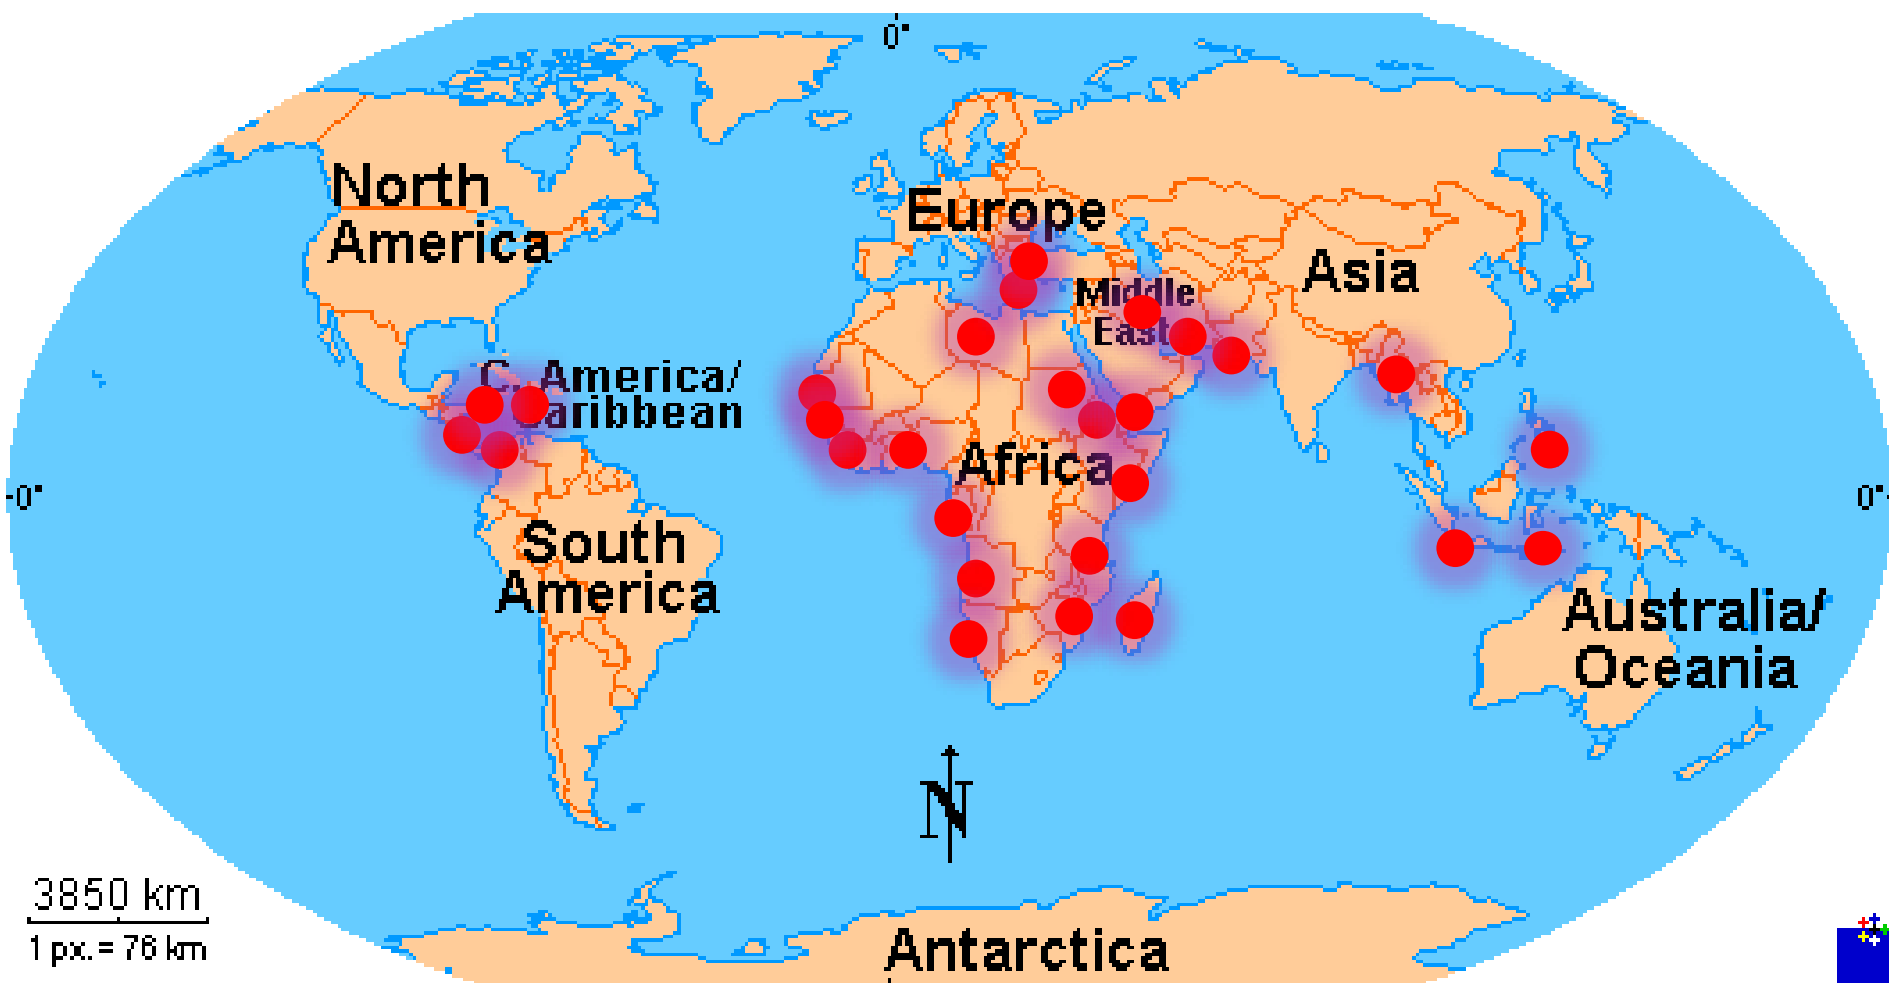 0°
North
America
Europe
Asia
Middle
East
C. America/
Caribbean
Africa
-0°
0°-
South
America
Australia/
Oceania
N
3850 km
1 px. = 76 km
Antarctica